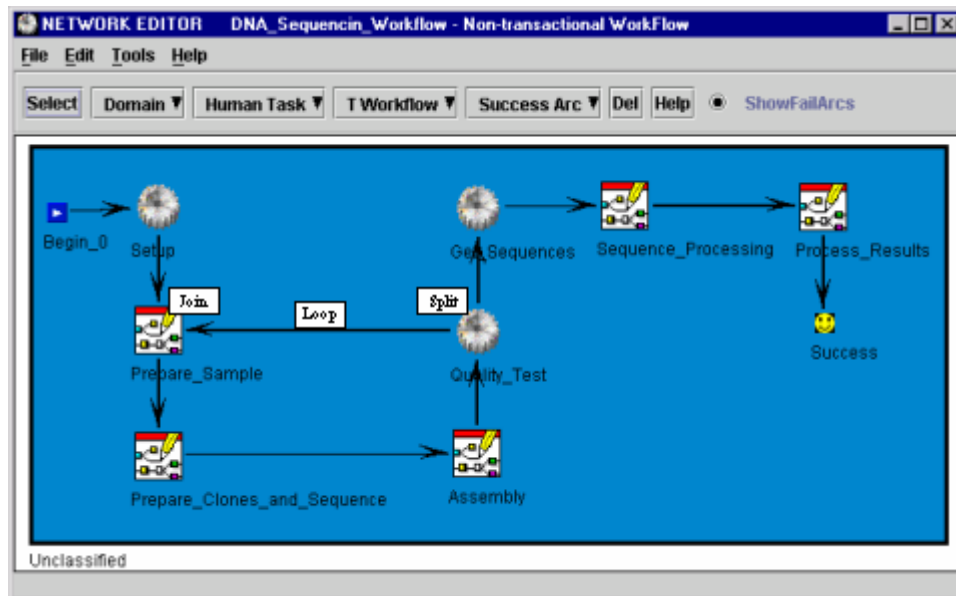 NETWORK EDITOR DNA_Sequencin_Workflow - Non-transactional WorkFlow
File Edit Tools Help
Select Domain Human Task T Workflow Success Arc Del Help ShowFailArcs
Begin_0
Setup
Get_Sequences
Sequence_Processing
Process_Results
Join
Loop
Split
Success
Prepare_Sample
Quality_Test
Prepare_Clones_and_Sequence
Assembly
Unclassified